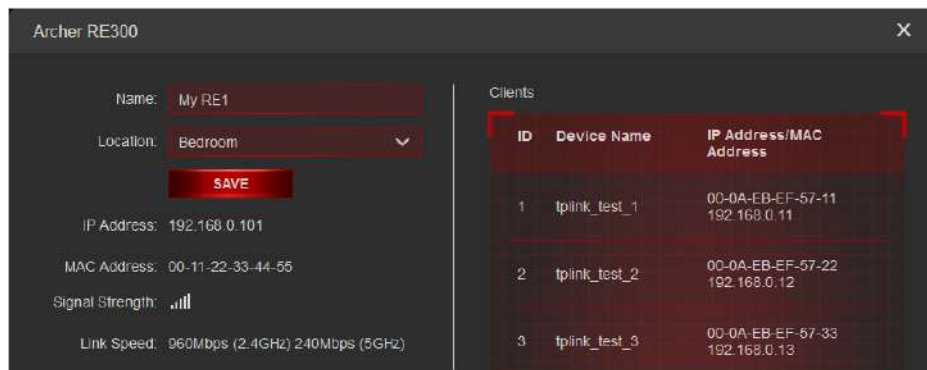 Archer RE300
X
Name: My RE1
Location: Bedroom
SAVE
IP Address: 192.168.0.101
MAC Address: 00-11-22-33-44-55
Signal Strength:
Link Speed: 960Mbps (2.4GHz) 240Mbps (5GHz)
Clients
ID Device Name IP Address/MAC
Address
1 tplink_test_1 00-0A-EB-EF-57-11
192.168.0.11
2 tplink_test_2 00-0A-EB-EF-57-22
192.168.0.12
3 tplink_test_3 00-0A-EB-EF-57-33
192.168.0.13